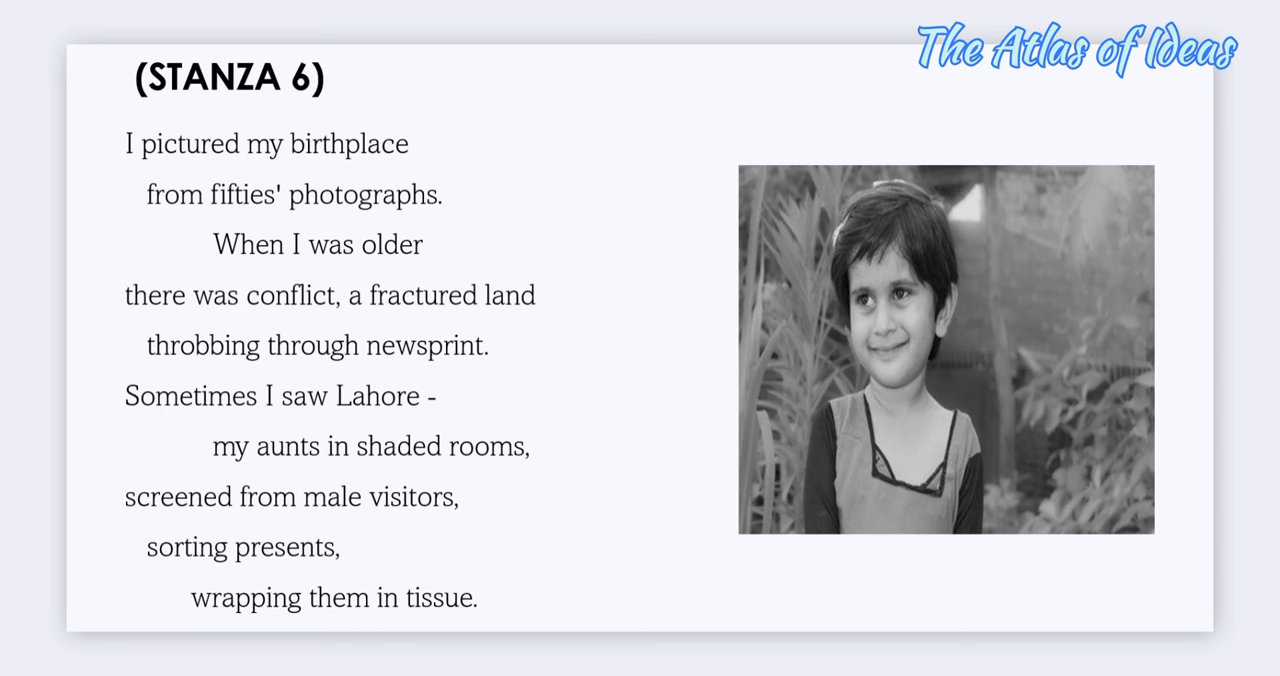 The Atlas of Ideas
(STANZA 6)
I pictured my birthplace
from fifties' photographs.
When I was older
there was conflict, a fractured land
throbbing through newsprint.
Sometimes I saw Lahore -
my aunts in shaded rooms,
screened from male visitors,
sorting presents,
wrapping them in tissue.